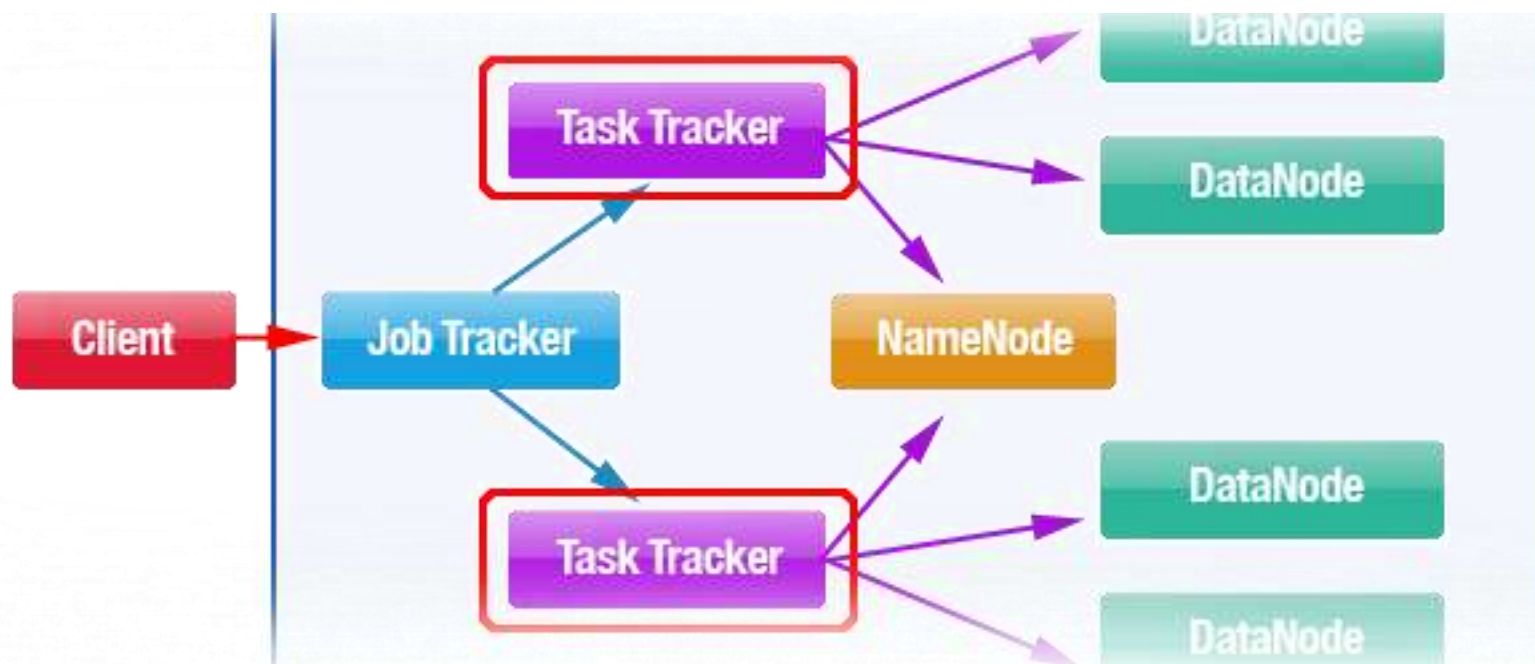 DataNode
Task Tracker
DataNode
Client
Job Tracker
NameNode
DataNode
Task Tracker
DataNode